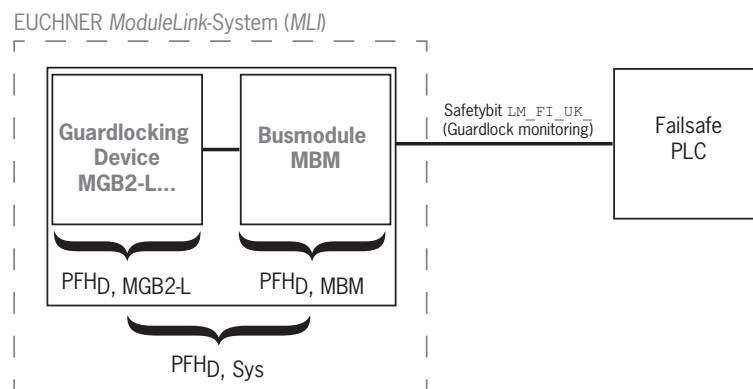 EUCHNER ModuleLink-System (MLI)
Guardlocking
Device
MGB2-L...
Busmodule
MBM
Safetybit LM_FI_UK_
(Guardlock monitoring)
Failsafe
PLC
PFHD, MGB2-L
PFHD, MBM
PFHD, Sys